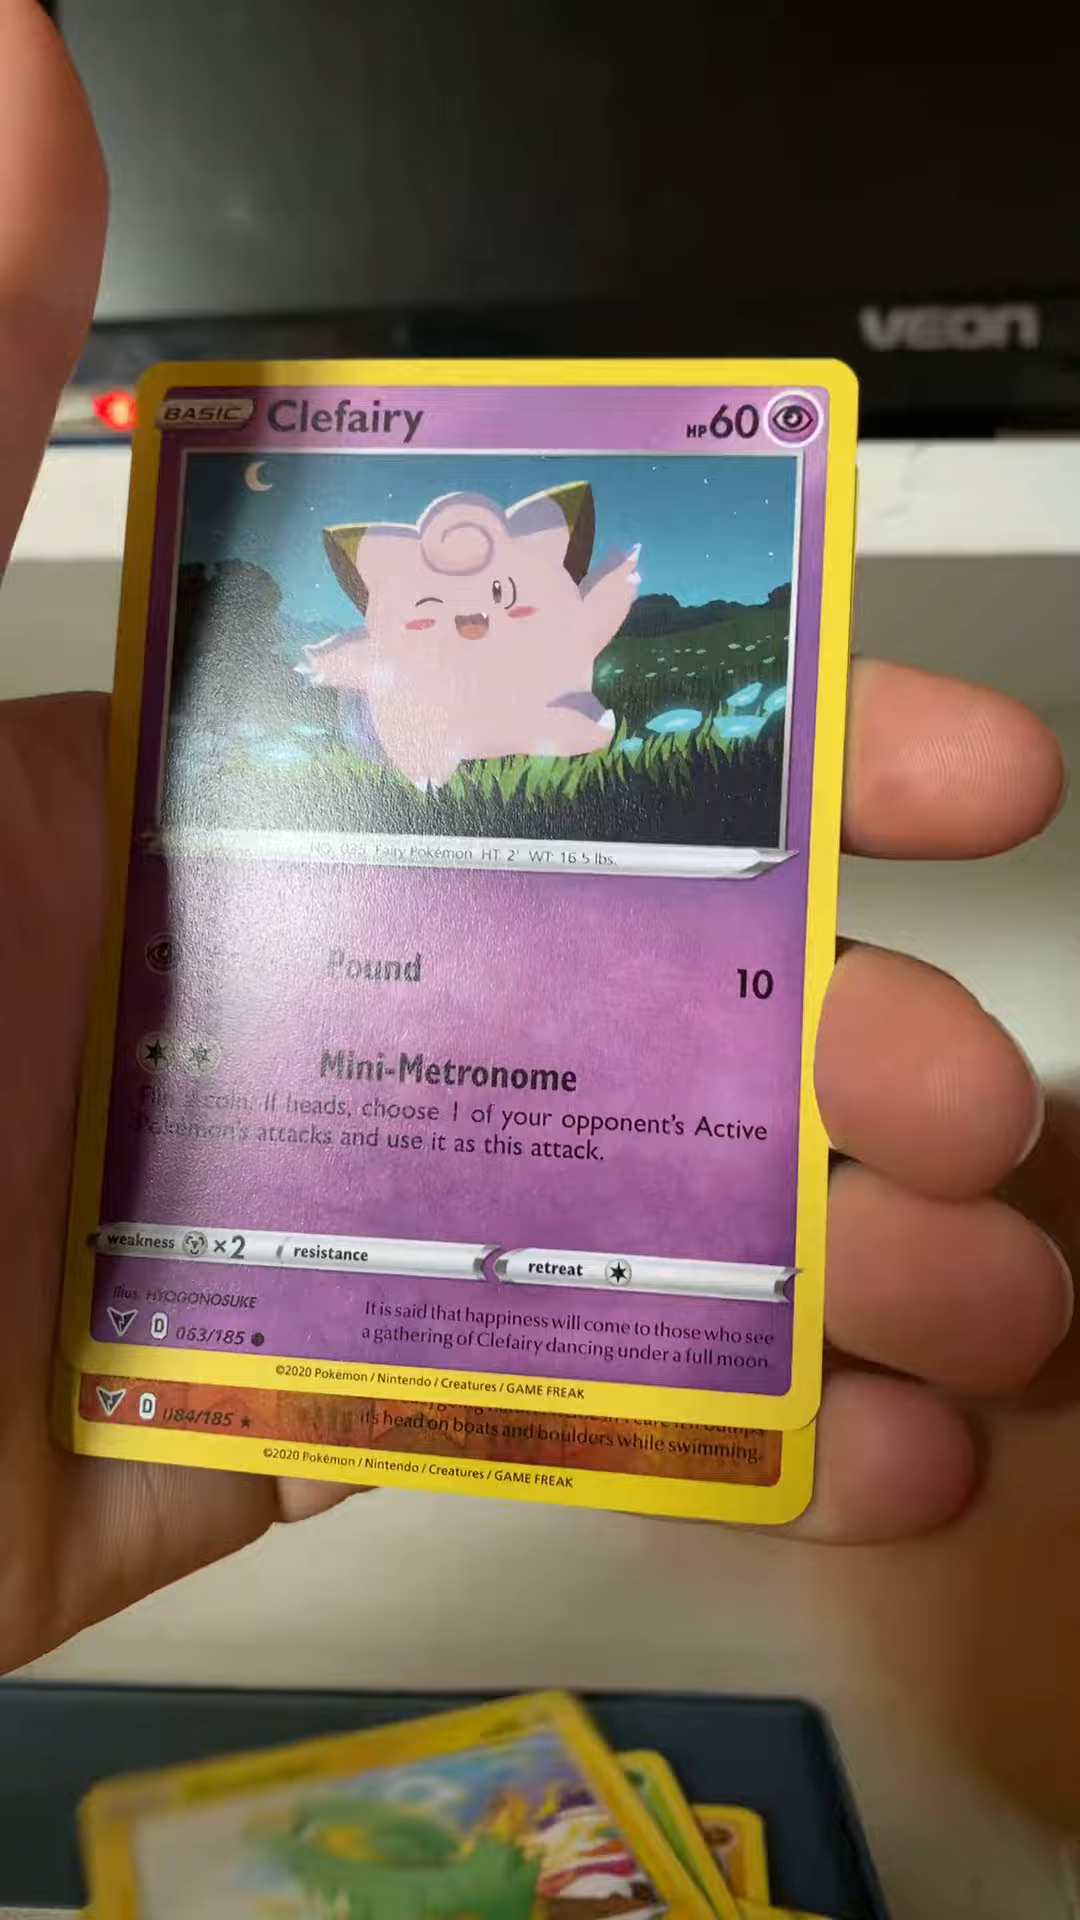 VEON
BASIC Clefairy HP60
NO. 035 Fairy Pokémon HT: 2' WT: 16.5 lbs.
Pound 10
Mini-Metronome
Flip a coin. If heads, choose 1 of your opponent's Active
Pokémon's attacks and use it as this attack.
weakness ×2 resistance retreat
Illus. HYOGONOSUKE
It is said that happiness will come to those who see
a gathering of Clefairy dancing under a full moon.
D 063/185
©2020 Pokémon / Nintendo / Creatures / GAME FREAK
D 084/185
its head on boats and boulders while swimming.
©2020 Pokémon / Nintendo / Creatures / GAME FREAK